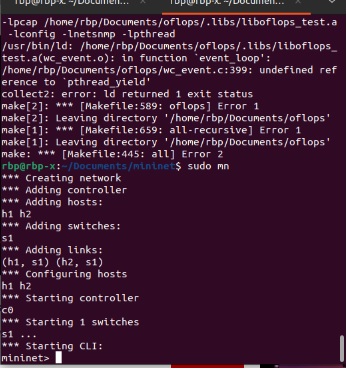 rbp@rbp-x: ~/Documen... rbp@rbp-x: ~/Documen...
-lpcap /home/rbp/Documents/oflops/.libs/liboflops_test.a
-lconfig -lnetsnmp -lpthread
/usr/bin/ld: /home/rbp/Documents/oflops/.libs/liboflops_
test.a(wc_event.o): in function `event_loop':
/home/rbp/Documents/oflops/wc_event.c:399: undefined ref
erence to `pthread_yield'
collect2: error: ld returned 1 exit status
make[2]: *** [Makefile:589: oflops] Error 1
make[2]: Leaving directory '/home/rbp/Documents/oflops'
make[1]: *** [Makefile:659: all-recursive] Error 1
make[1]: Leaving directory '/home/rbp/Documents/oflops'
make: *** [Makefile:445: all] Error 2
rbp@rbp-x:~/Documents/mininet$ sudo mn
*** Creating network
*** Adding controller
*** Adding hosts:
h1 h2
*** Adding switches:
s1
*** Adding links:
(h1, s1) (h2, s1)
*** Configuring hosts
h1 h2
*** Starting controller
c0
*** Starting 1 switches
s1 ...
*** Starting CLI:
mininet>